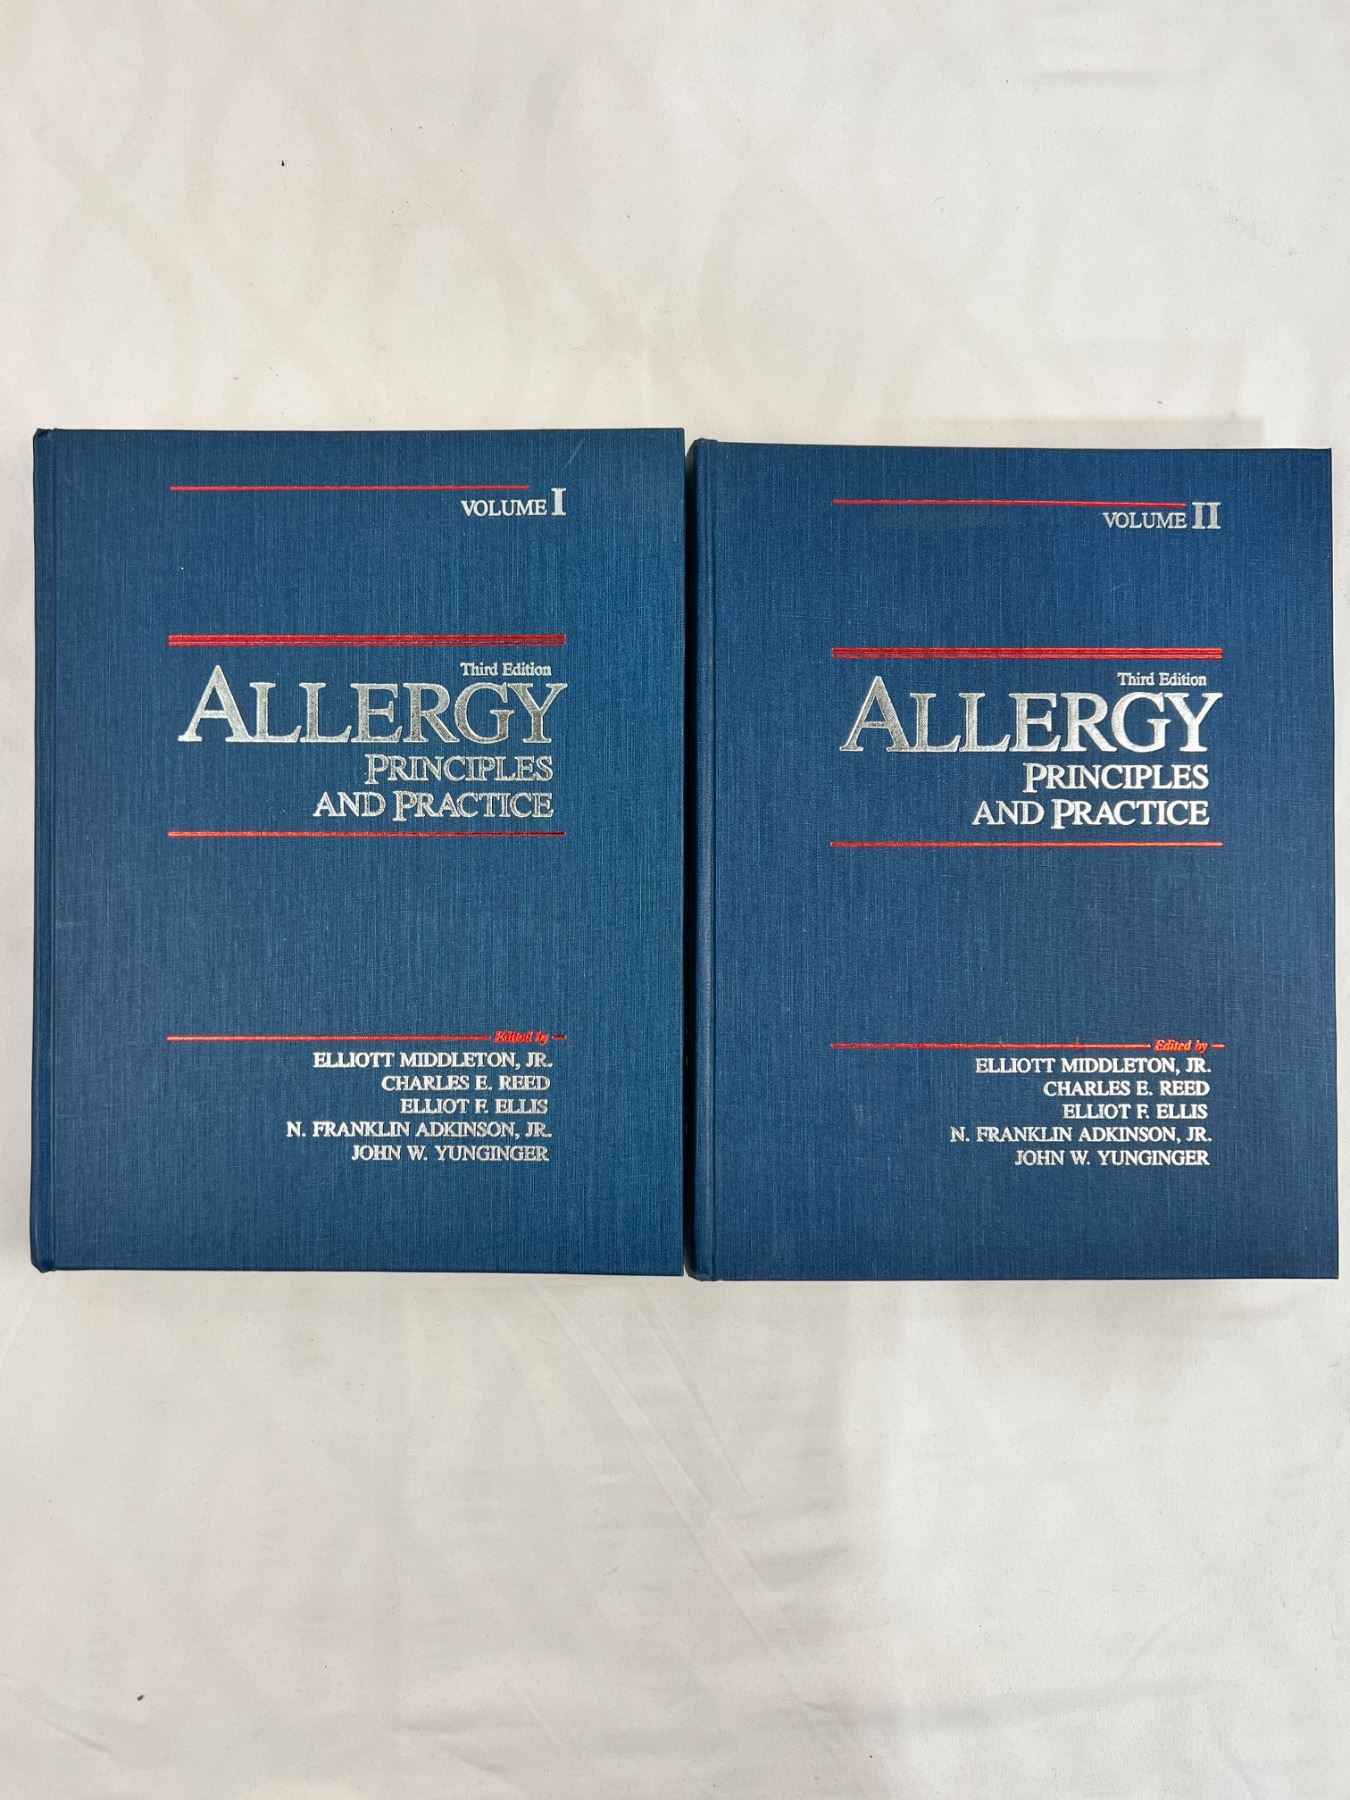 VOLUME I
Third Edition
ALLERGY
PRINCIPLES
AND PRACTICE
Edited by
ELLIOTT MIDDLETON, JR.
CHARLES E. REED
ELLIOT F. ELLIS
N. FRANKLIN ADKINSON, JR.
JOHN W. YUNGINGER
VOLUME II
Third Edition
ALLERGY
PRINCIPLES
AND PRACTICE
Edited by
ELLIOTT MIDDLETON, JR.
CHARLES E. REED
ELLIOT F. ELLIS
N. FRANKLIN ADKINSON, JR.
JOHN W. YUNGINGER